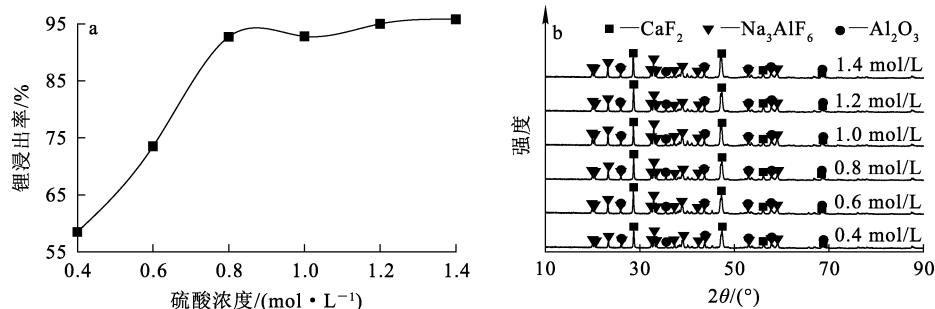 a
95
85
75
65
55
锂浸出率/%
0.4 0.6 0.8 1.0 1.2 1.4
硫酸浓度/(mol·L⁻¹)
b
—CaF₂ —Na₃AlF₆ —Al₂O₃
1.4 mol/L
1.2 mol/L
1.0 mol/L
0.8 mol/L
0.6 mol/L
0.4 mol/L
强度
10 30 50 70 90
2θ/(°)